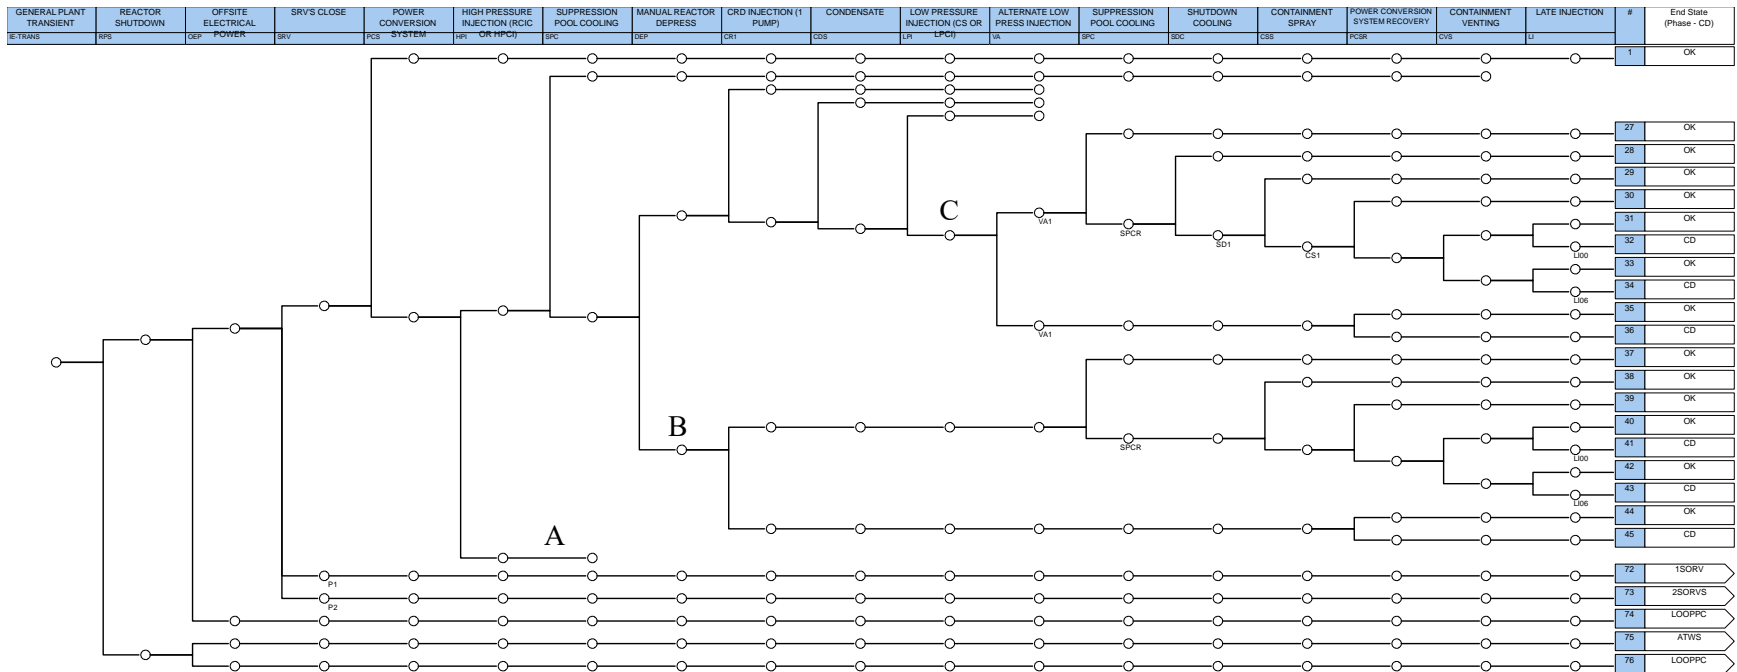 GENERAL PLANT
TRANSIENT
IE-TRANS
REACTOR
SHUTDOWN
RPS
OFFSITE
ELECTRICAL
POWER
OEP
SRV'S CLOSE
SRV
POWER
CONVERSION
SYSTEM
PCS
HIGH PRESSURE
INJECTION (RCIC
OR HPCI)
HPI
SUPPRESSION
POOL COOLING
SPC
MANUAL REACTOR
DEPRESS
DEP
CRD INJECTION (1
PUMP)
CR1
CONDENSATE
CDS
LOW PRESSURE
INJECTION (CS OR
LPCI)
LPI
ALTERNATE LOW
PRESS INJECTION
VA
SUPPRESSION
POOL COOLING
SPC
SHUTDOWN
COOLING
SDC
CONTAINMENT
SPRAY
CSS
POWER CONVERSION
SYSTEM RECOVERY
PCSR
CONTAINMENT
VENTING
CVS
LATE INJECTION
LI
#
End State
(Phase - CD)
1 OK
27 OK
28 OK
29 OK
30 OK
C
VA1
31 OK
SPCR
SD1
32 CD
CS1
LI00
33 OK
34 CD
LI06
35 OK
VA1
36 CD
37 OK
38 OK
39 OK
40 OK
B
SPCR
41 CD
LI00
42 OK
43 CD
LI06
44 OK
A
45 CD
P1
72 1SORV
P2
73 2SORVS
74 LOOPPC
75 ATWS
76 LOOPPC